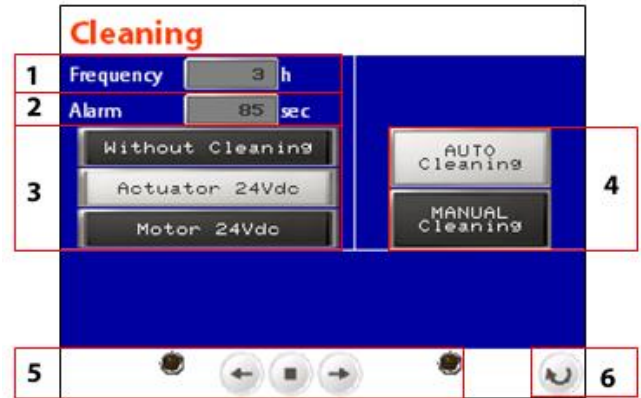 Cleaning
1 Frequency 3 h
2 Alarm 85 sec
Without Cleaning
3 Actuator 24Vdc
Motor 24Vdc
AUTO
Cleaning
4
MANUAL
Cleaning
5
6